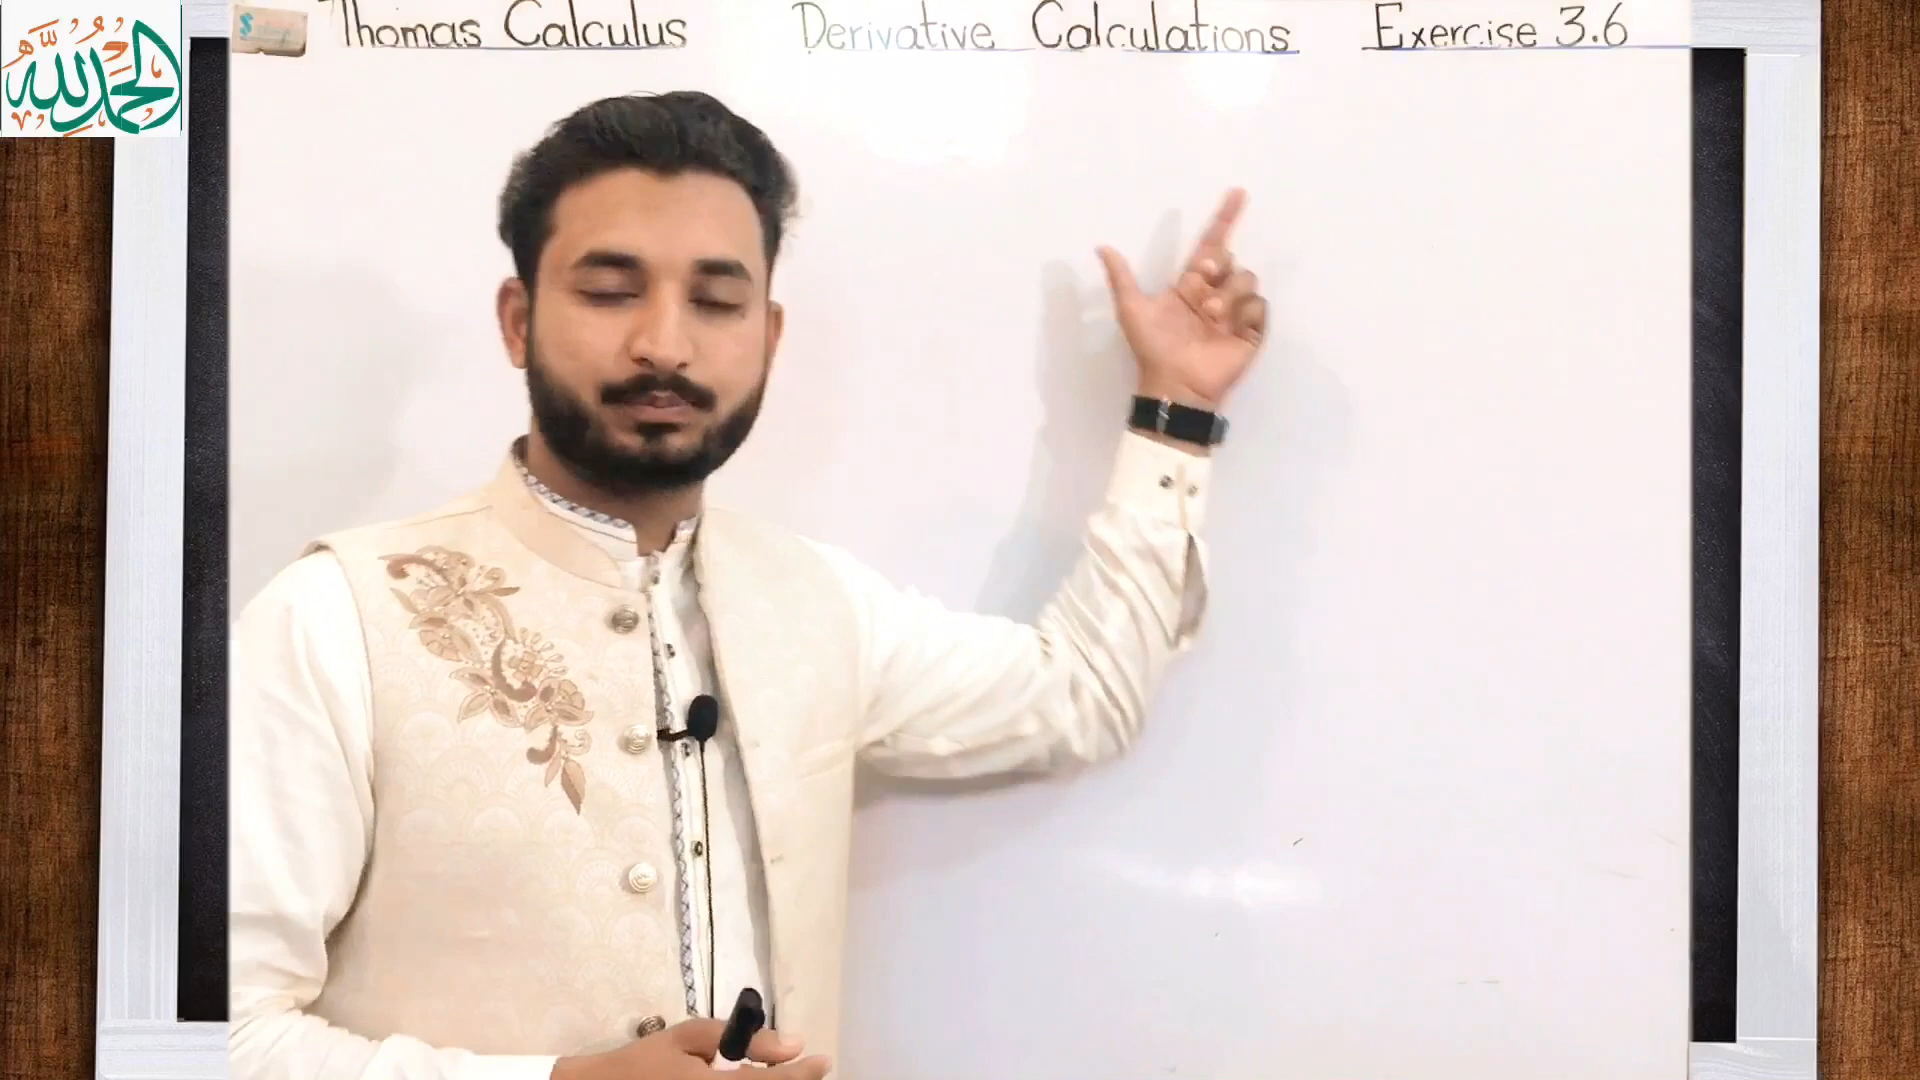 الحمد لله
Thomas Calculus Derivative Calculations Exercise 3.6